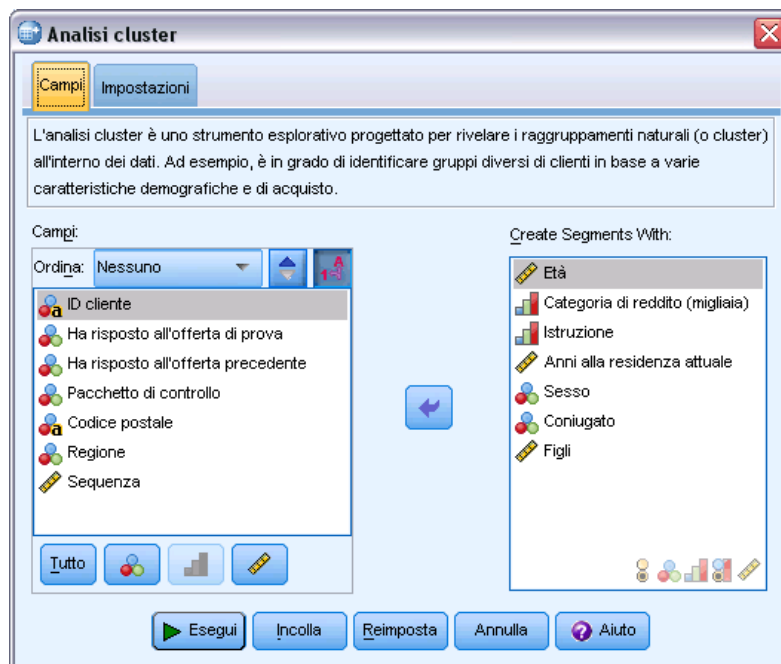 Analisi cluster
Campi
Impostazioni
L'analisi cluster è uno strumento esplorativo progettato per rivelare i raggruppamenti naturali (o cluster)
all'interno dei dati. Ad esempio, è in grado di identificare gruppi diversi di clienti in base a varie
caratteristiche demografiche e di acquisto.
Campi:
Ordina: Nessuno
ID cliente
Ha risposto all'offerta di prova
Ha risposto all'offerta precedente
Pacchetto di controllo
Codice postale
Regione
Sequenza
Tutto
Create Segments With:
Età
Categoria di reddito (migliaia)
Istruzione
Anni alla residenza attuale
Sesso
Coniugato
Figli
Esegui
Incolla
Reimposta
Annulla
Aiuto